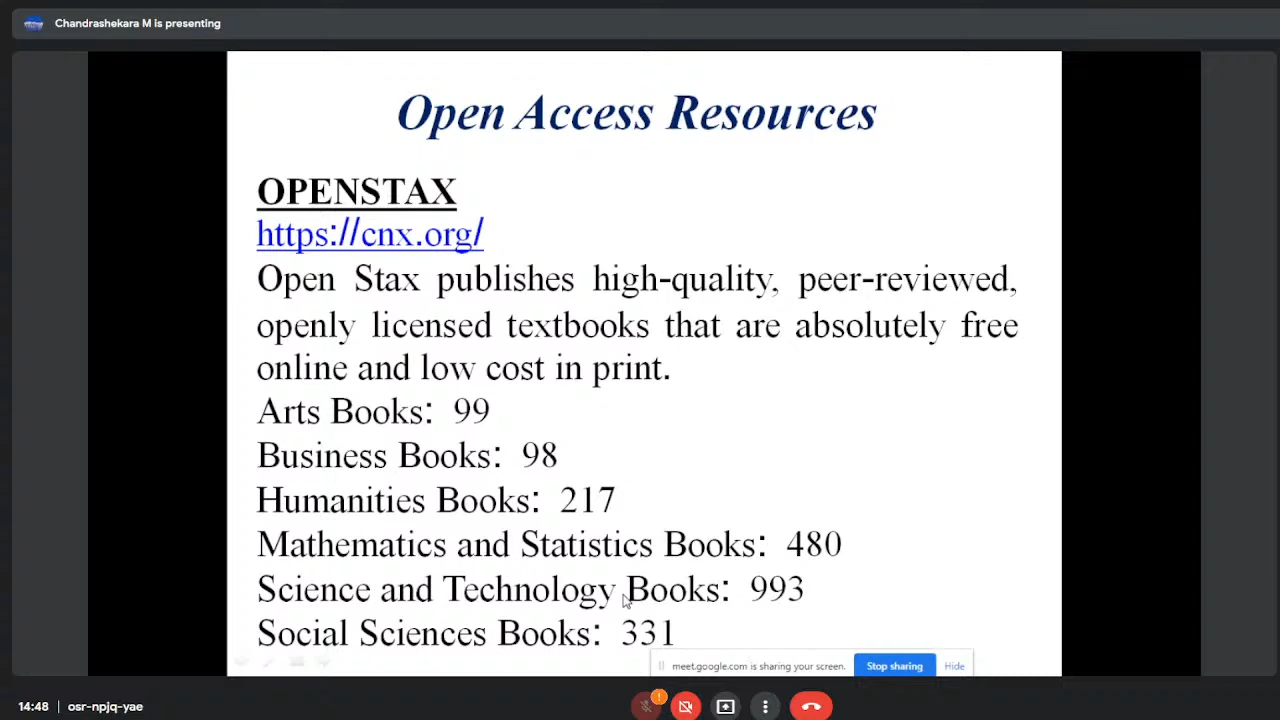 Chandrashekara M is presenting
Open Access Resources
OPENSTAX
https://cnx.org/
Open Stax publishes high-quality, peer-reviewed,
openly licensed textbooks that are absolutely free
online and low cost in print.
Arts Books: 99
Business Books: 98
Humanities Books: 217
Mathematics and Statistics Books: 480
Science and Technology Books: 993
Social Sciences Books: 331
meet.google.com is sharing your screen. Stop sharing Hide
14:48 | osr-npjq-yae